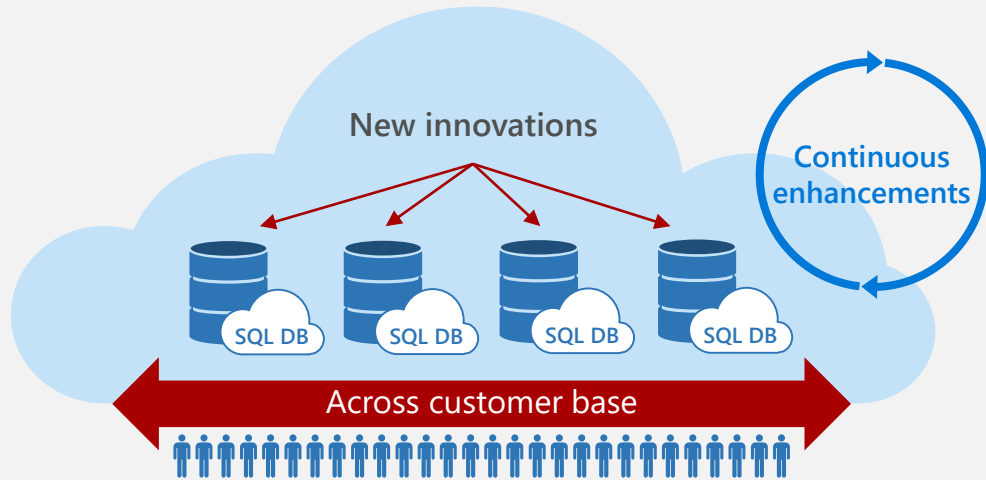 New innovations
Continuous
enhancements
SQL DB
SQL DB
SQL DB
SQL DB
Across customer base